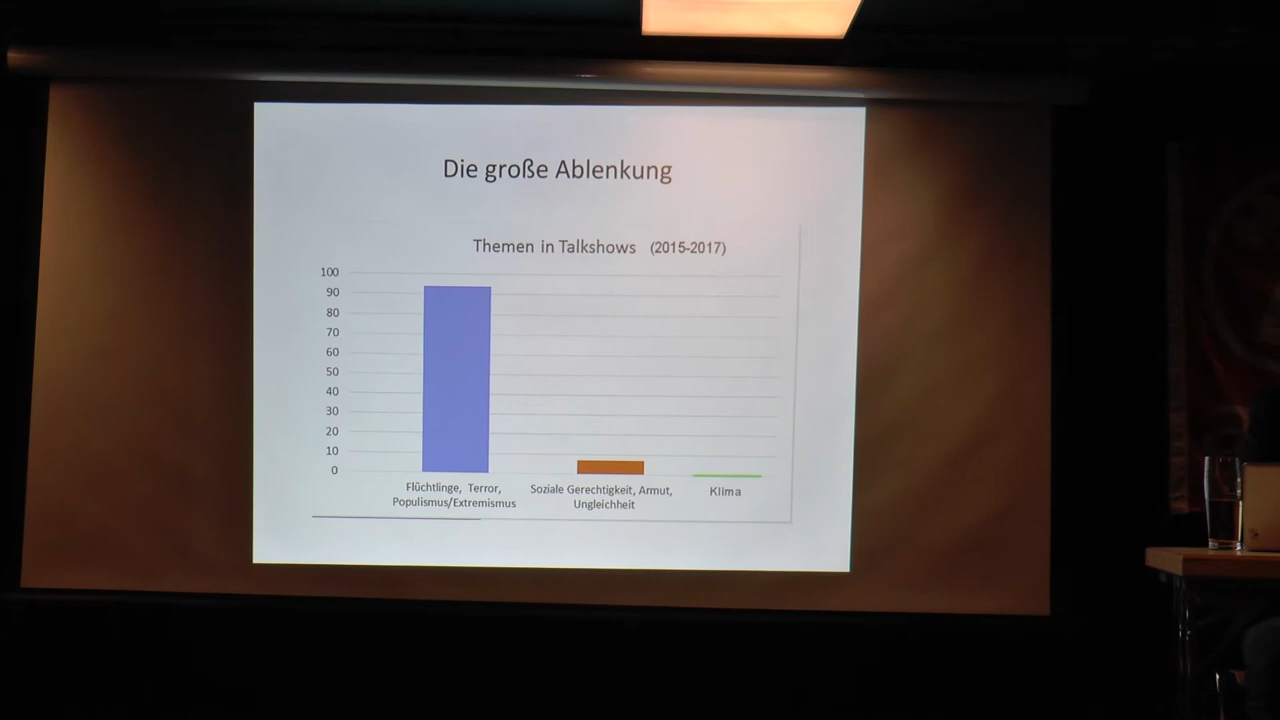 Die große Ablenkung
Themen in Talkshows (2015-2017)
100
90
80
70
60
50
40
30
20
10
0
Flüchtlinge, Terror,
Populismus/Extremismus
Soziale Gerechtigkeit, Armut,
Ungleichheit
Klima